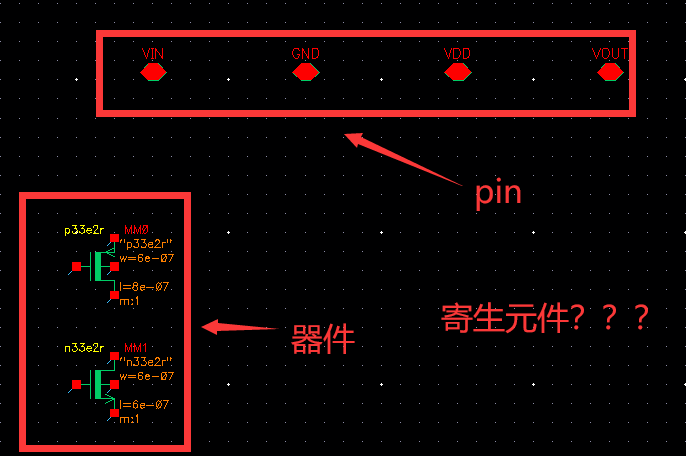 VIN GND VDD VOUT
pin
p33e2r MM0
"p33e2r"
w=6e-07
l=8e-07
m:1
寄生元件？？？
器件
n33e2r MM1
"n33e2r"
w=6e-07
l=6e-07
m:1